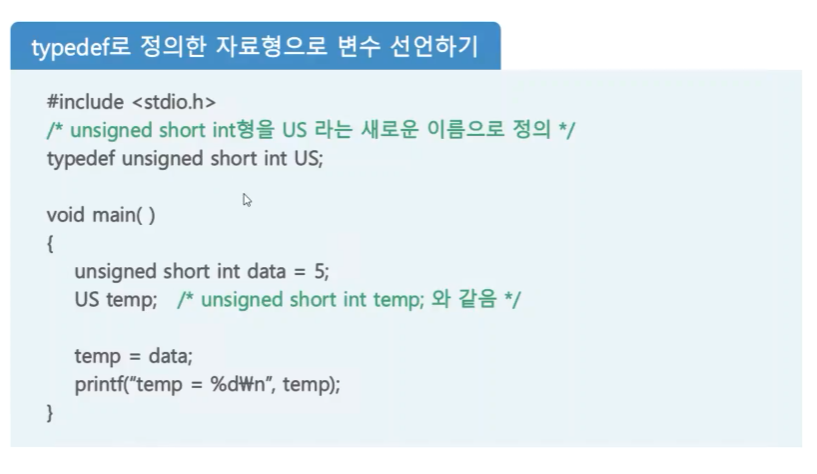 typedef로 정의한 자료형으로 변수 선언하기
#include <stdio.h>
/* unsigned short int형을 US 라는 새로운 이름으로 정의 */
typedef unsigned short int US;
void main( )
{
unsigned short int data = 5;
US temp; /* unsigned short int temp; 와 같음 */
temp = data;
printf(“temp = %d₩n”, temp);
}